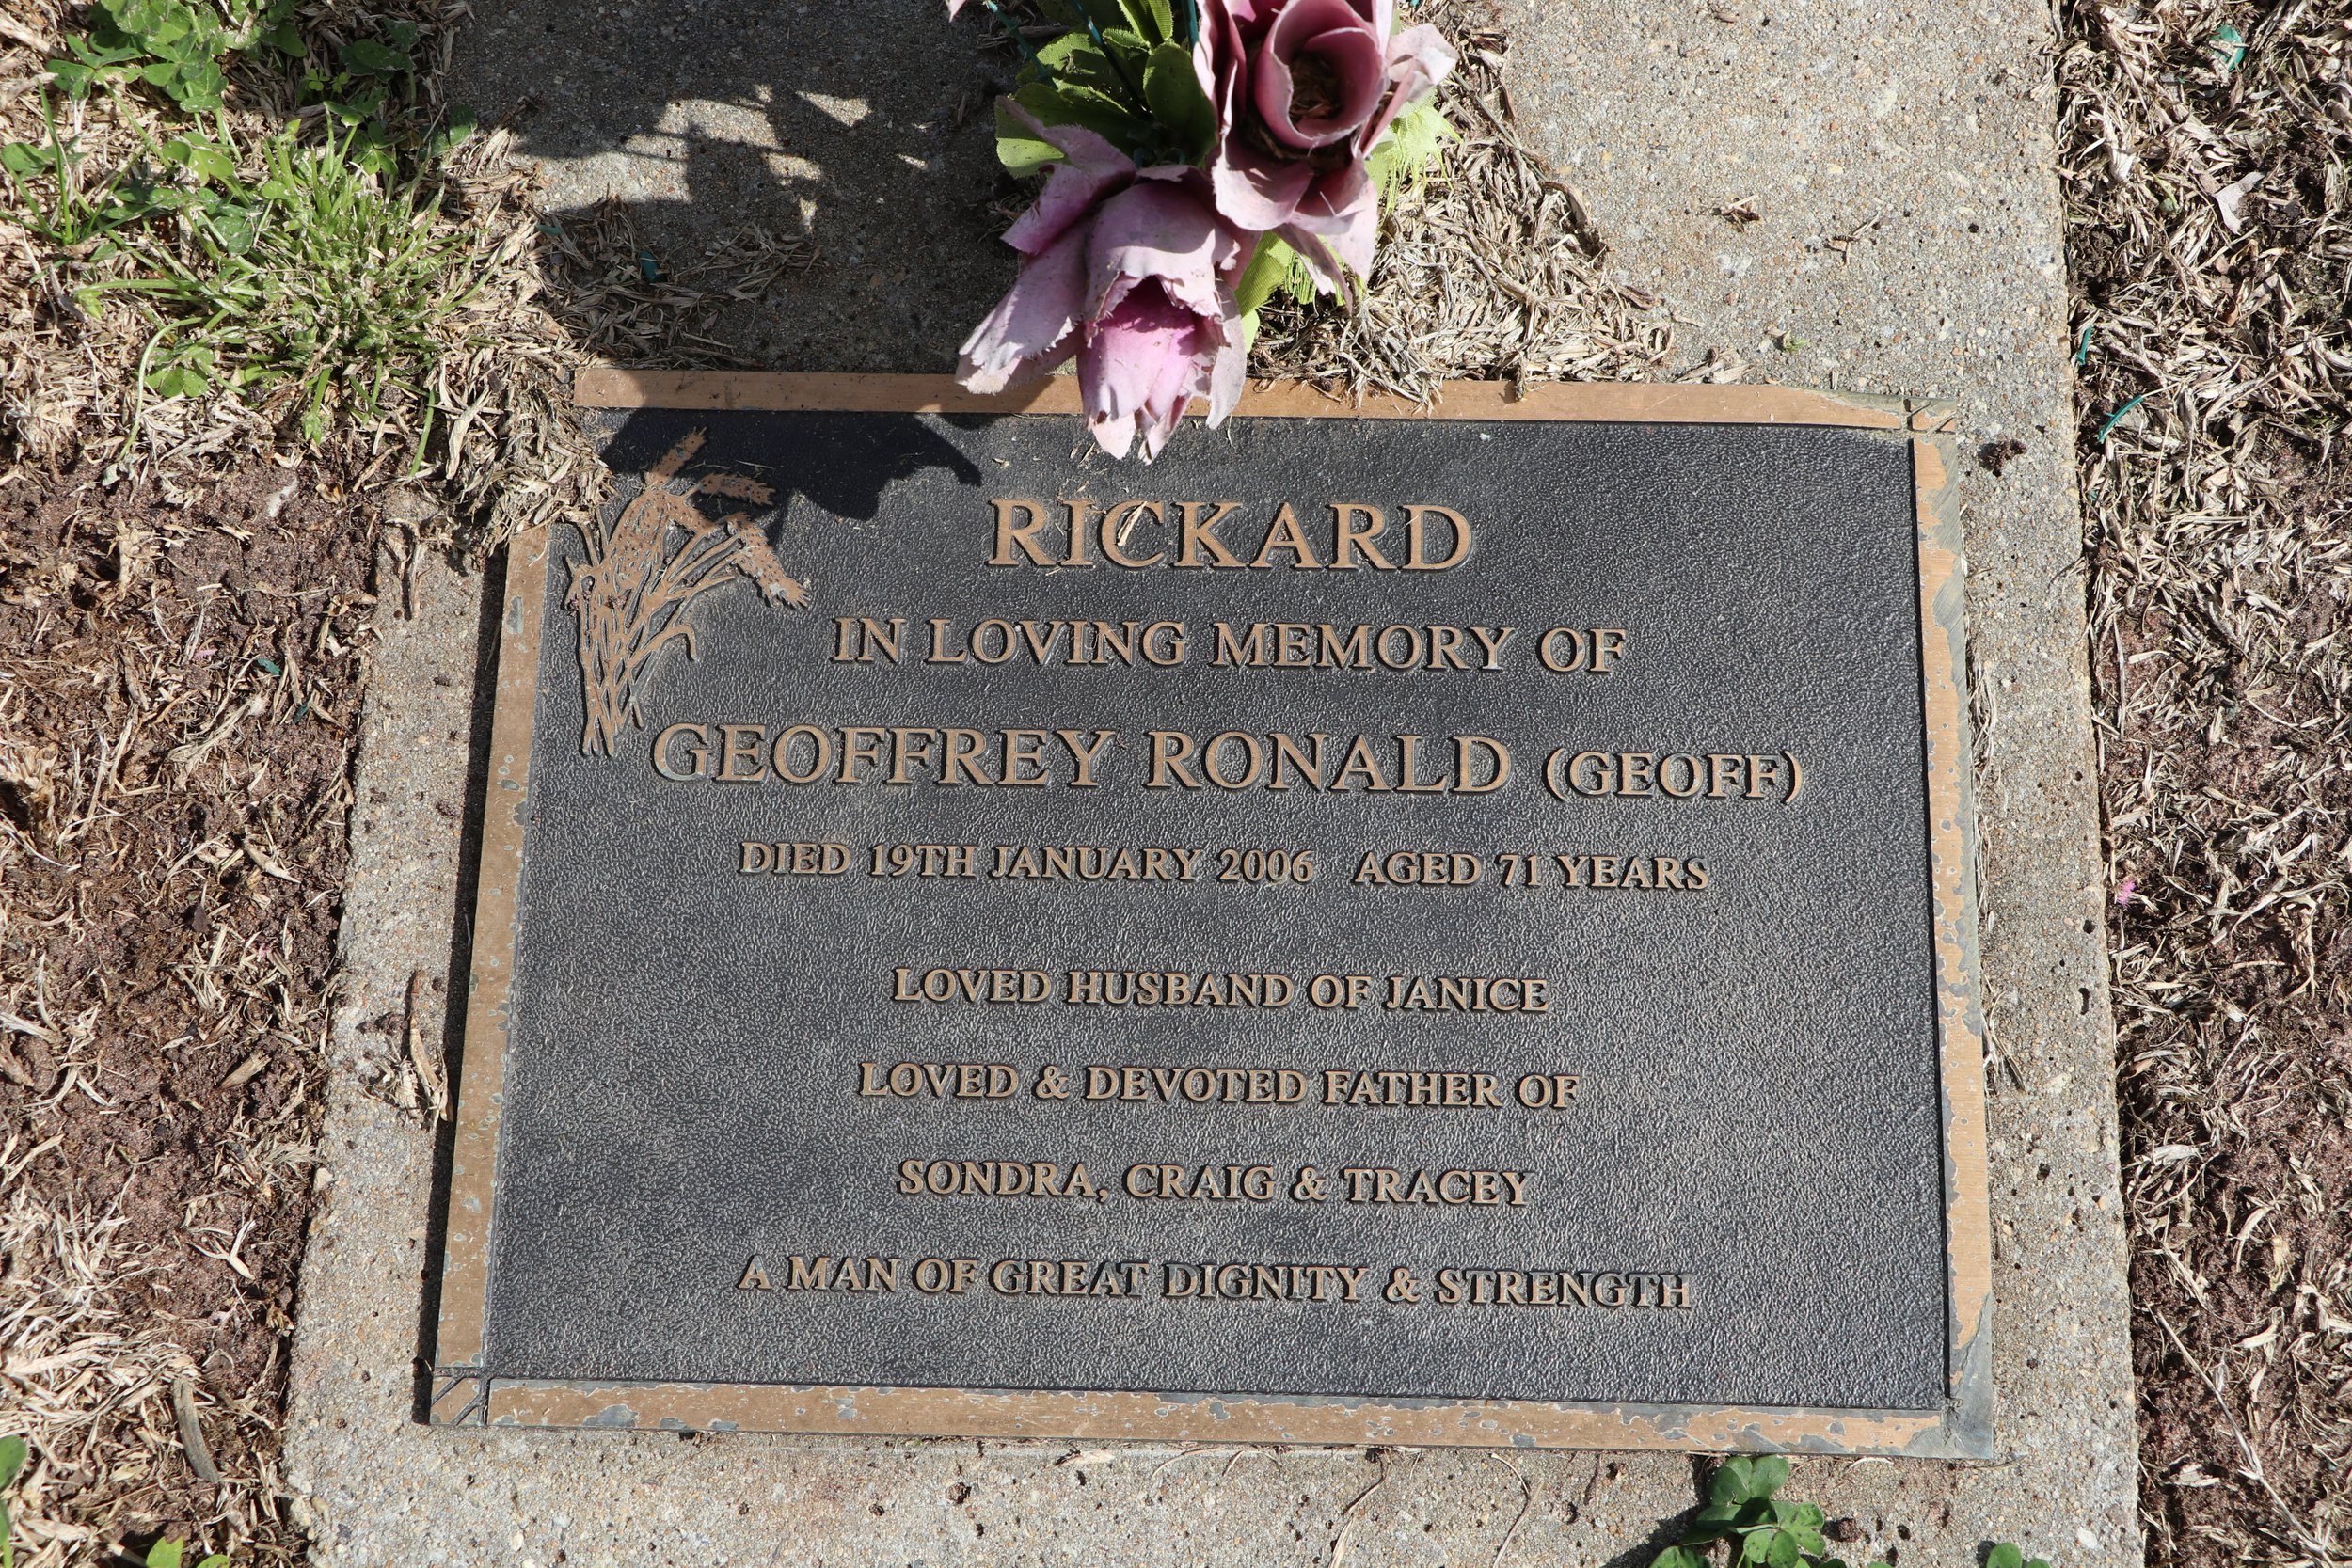 RICKARD
IN LOVING MEMORY OF
GEOFFREY RONALD (GEOFF)
DIED 19TH JANUARY 2006 AGED 71 YEARS
LOVED HUSBAND OF JANICE
LOVED & DEVOTED FATHER OF
SONDRA, CRAIG & TRACEY
A MAN OF GREAT DIGNITY & STRENGTH